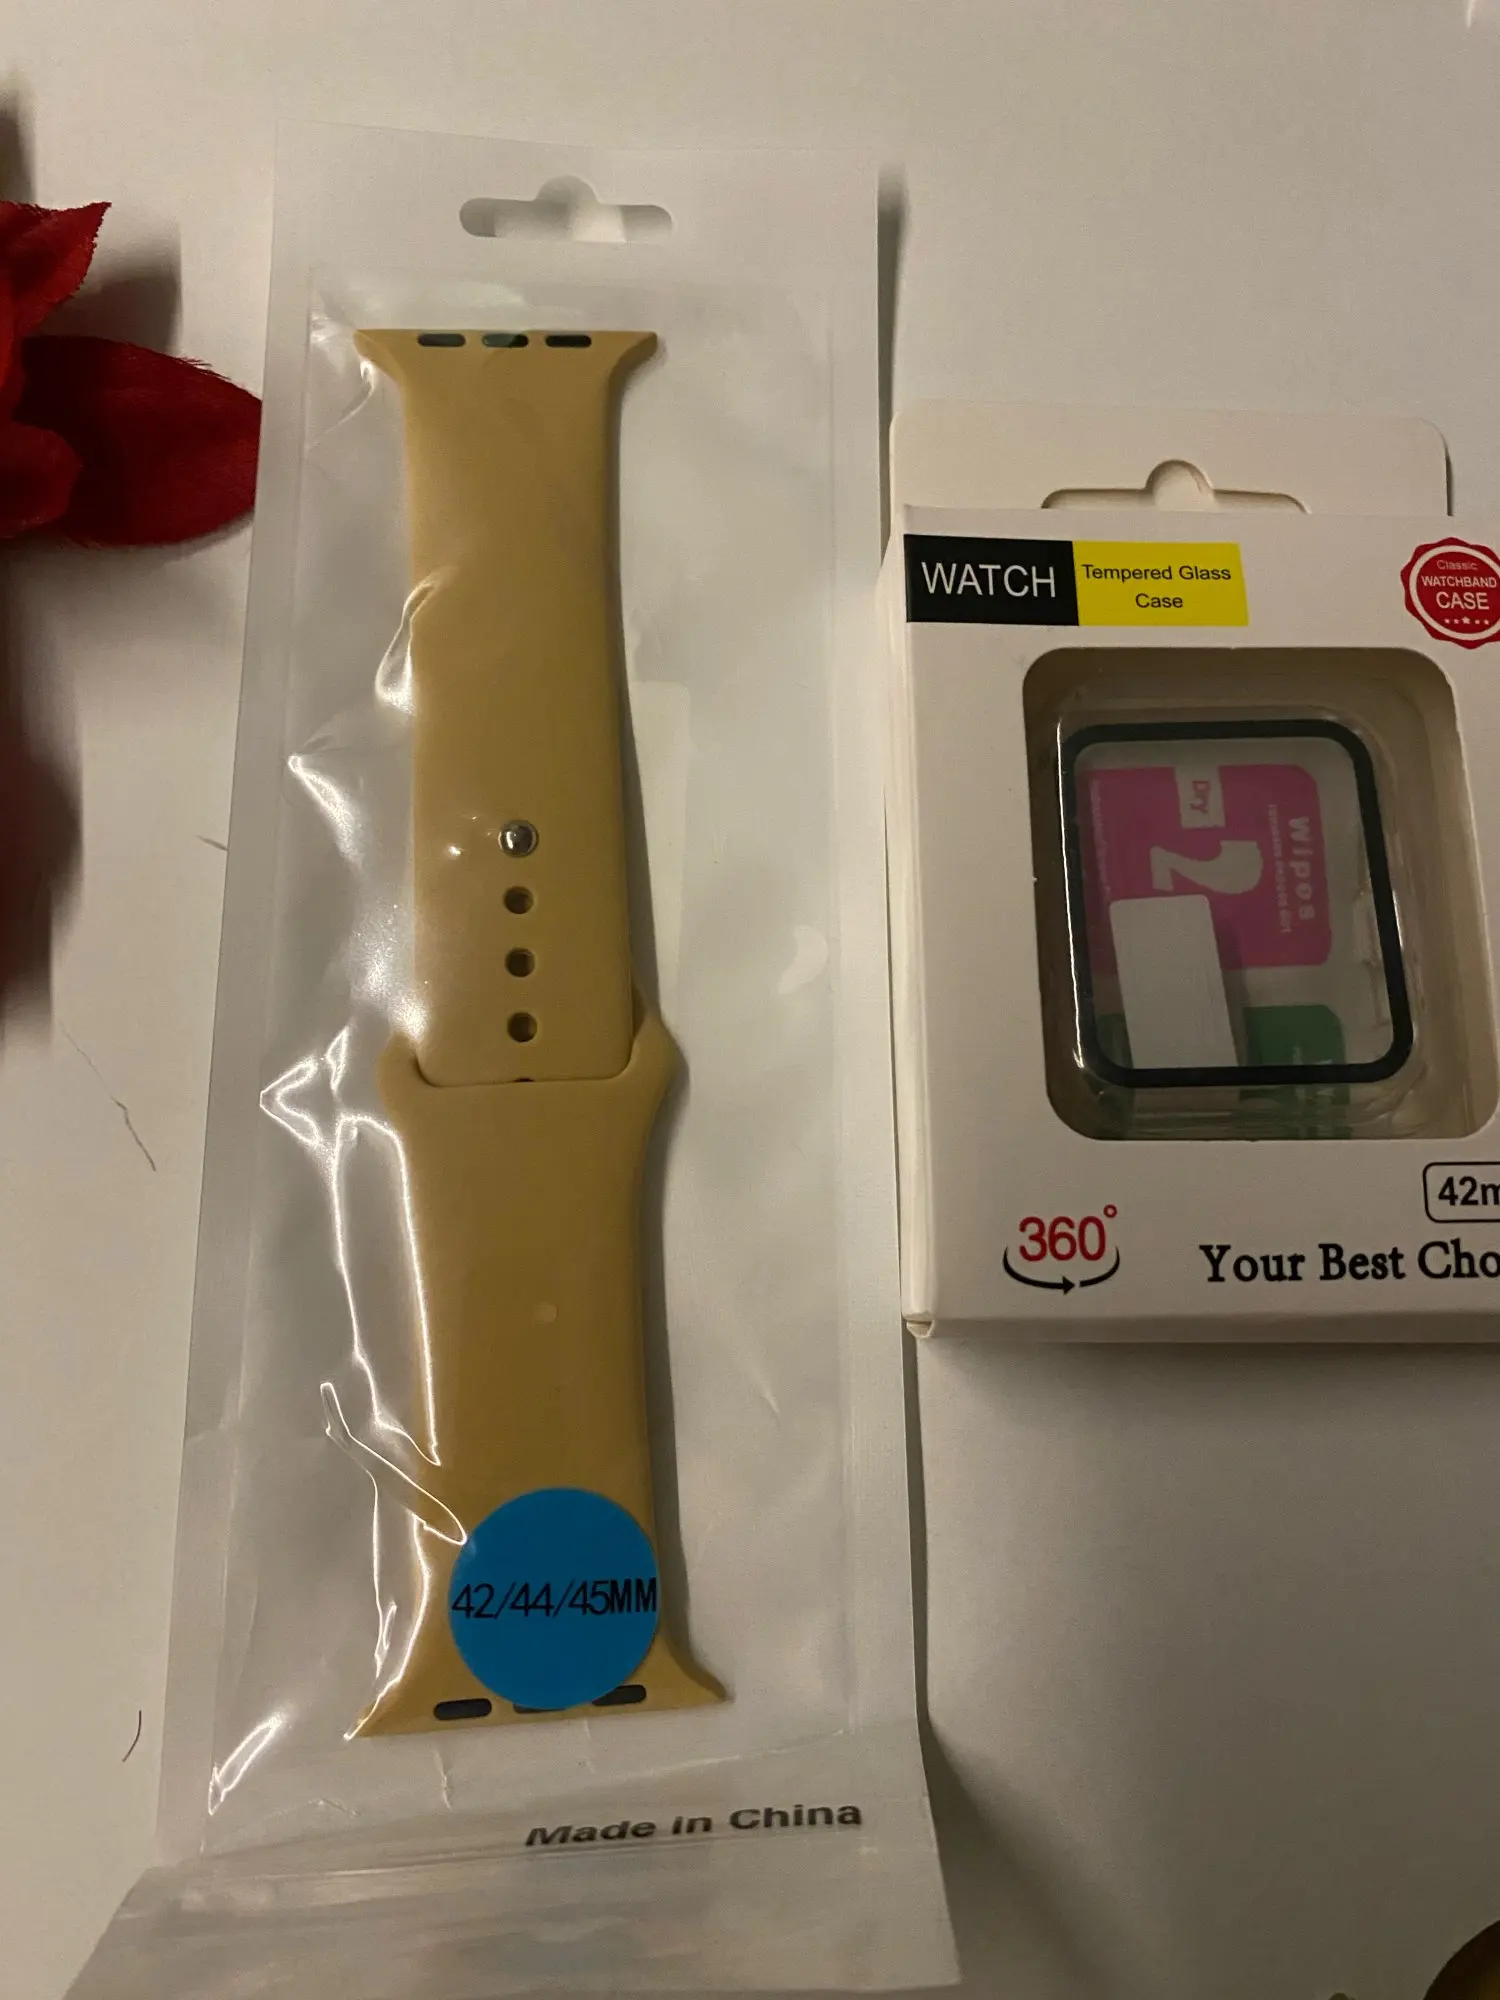 WATCH
Tempered Glass
Case
Classic
WATCHBAND
CASE
Dry
2
Wipes
360°
42m
Your Best Cho
42/44/45MM
Made in China